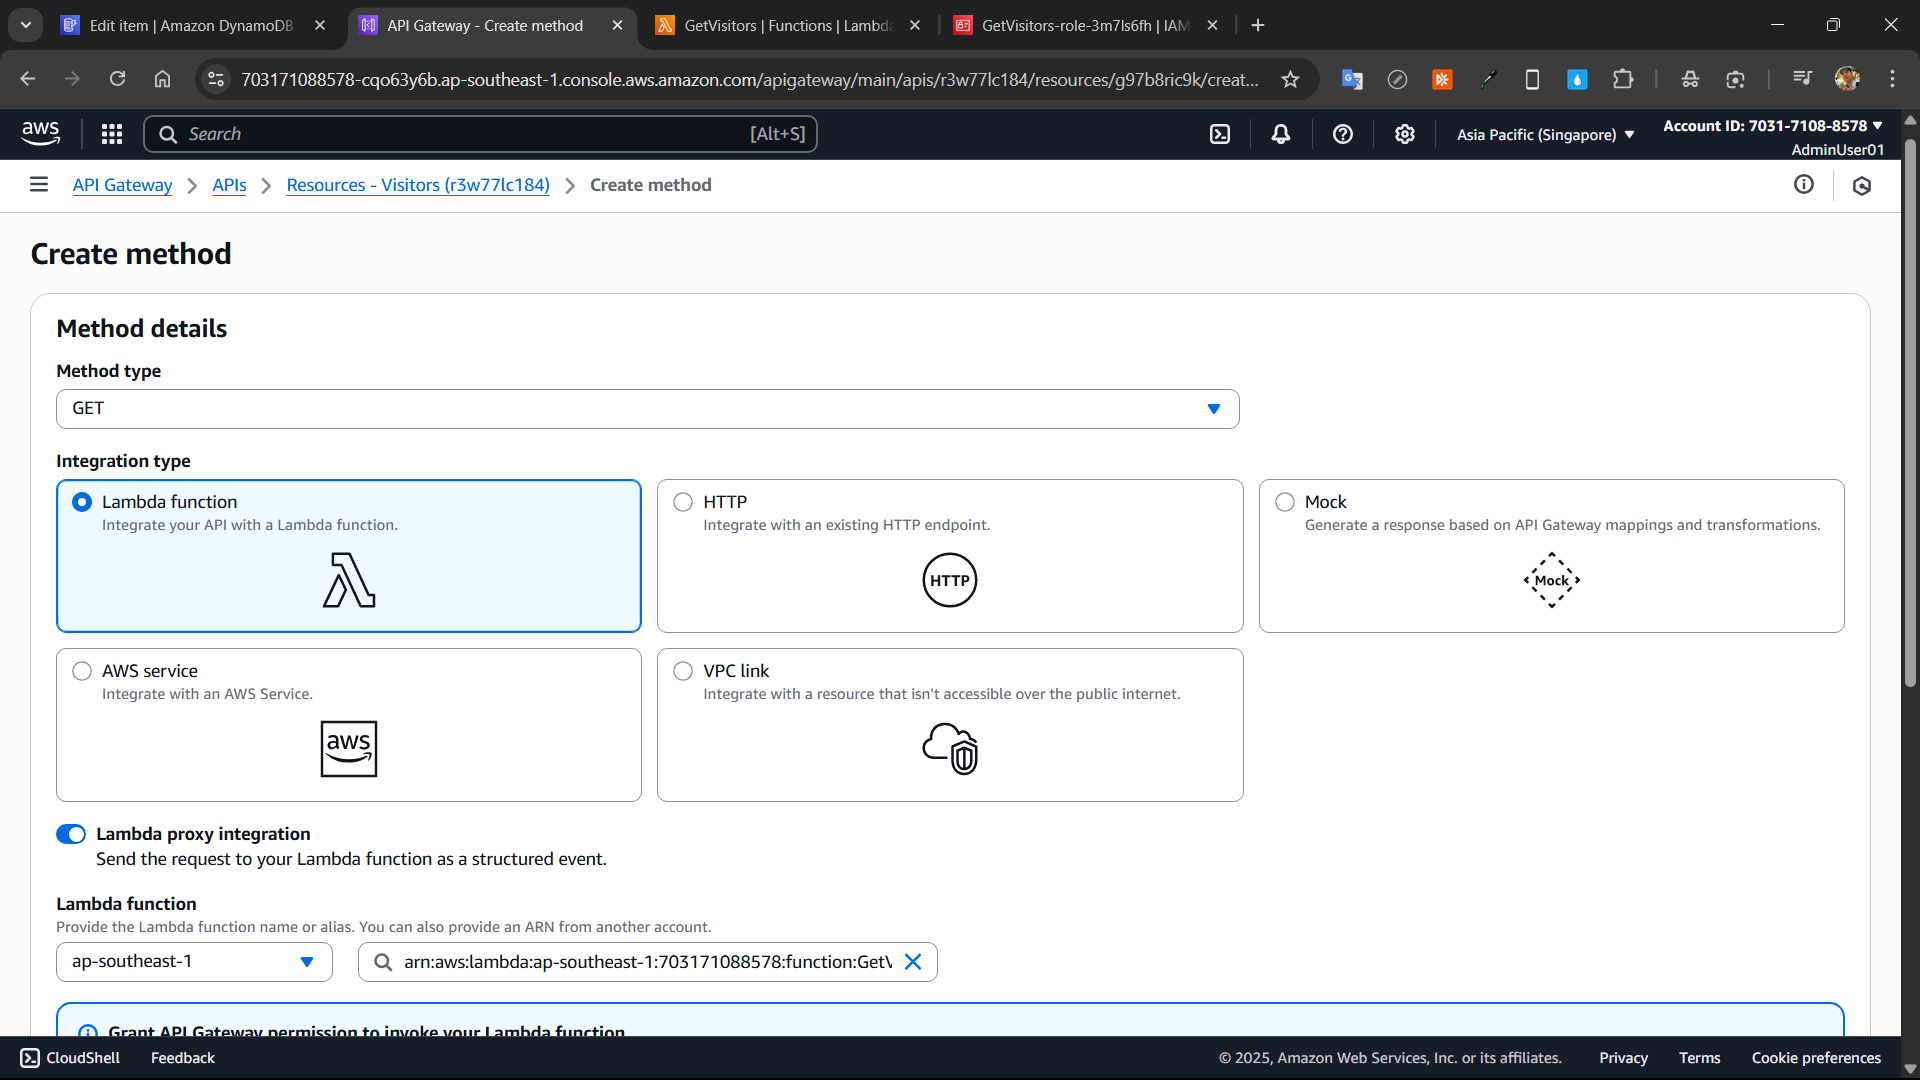 Edit item | Amazon DynamoDB
API Gateway - Create method
GetVisitors | Functions | Lambda
GetVisitors-role-3m7ls6fh | IAM
703171088578-cqo63y6b.ap-southeast-1.console.aws.amazon.com/apigateway/main/apis/r3w77lc184/resources/g97b8ric9k/creat...
aws
Search
[Alt+S]
Asia Pacific (Singapore)
Account ID: 7031-7108-8578
AdminUser01
API Gateway
APIs
Resources - Visitors (r3w77lc184)
Create method
Create method
Method details
Method type
GET
Integration type
Lambda function
Integrate your API with a Lambda function.
HTTP
Integrate with an existing HTTP endpoint.
HTTP
Mock
Generate a response based on API Gateway mappings and transformations.
Mock
AWS service
Integrate with an AWS Service.
aws
VPC link
Integrate with a resource that isn't accessible over the public internet.
Lambda proxy integration
Send the request to your Lambda function as a structured event.
Lambda function
Provide the Lambda function name or alias. You can also provide an ARN from another account.
ap-southeast-1
arn:aws:lambda:ap-southeast-1:703171088578:function:GetV
Grant API Gateway permission to invoke your Lambda function
CloudShell
Feedback
© 2025, Amazon Web Services, Inc. or its affiliates.
Privacy
Terms
Cookie preferences